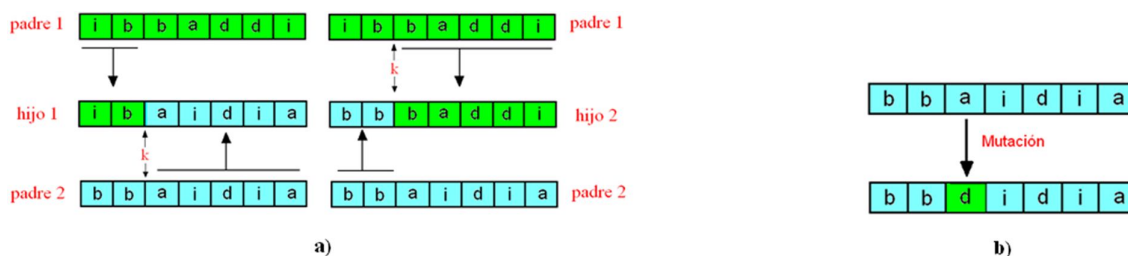 padre 1 i b b a d d i i b b a d d i padre 1
k
hijo 1 i b a i d i a b b b a d d i hijo 2
k
padre 2 b b a i d i a b b a i d i a padre 2
a)
b b a i d i a
Mutación
b b d i d i a
b)